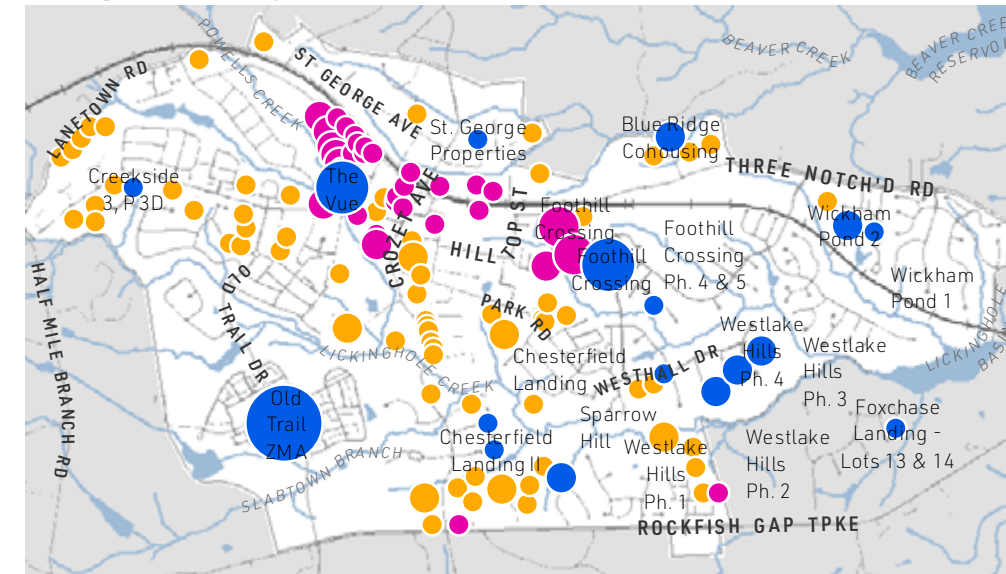 POWELLS CREEK
ST GEORGE AVE
BEAVER CREEK
BEAVER CREE
RESERVOIR
LANETOWN RD
St. George
Properties
Blue Ridge
Cohousing
THREE NOTCH'D RD
Creekside
3, P 3D
The
Vue
CROZET AVE
HILL
TOP ST
Foothill
Crossing
Foothill
Crossing
Foothill
Crossing
Ph. 4 & 5
Wickham
Pond 2
Wickham
Pond 1
HALF MILE BRANCH RD
OLD
TRAIL DR
PARK RD
LICKINGHOLE CREEK
LICKINGHOLE
BAS
Chesterfield
Landing
WESTHALL DR
Westlake
Hills
Ph. 4
Westlake
Hills
Ph. 3
Old
Trail
ZMA
Sparrow
Hill
Foxchase
Landing -
Lots 13 & 14
Chesterfield
Landing II
Westlake
Hills
Ph. 1
Westlake
Hills
Ph. 2
SLABTOWN BRANCH
ROCKFISH GAP TPKE